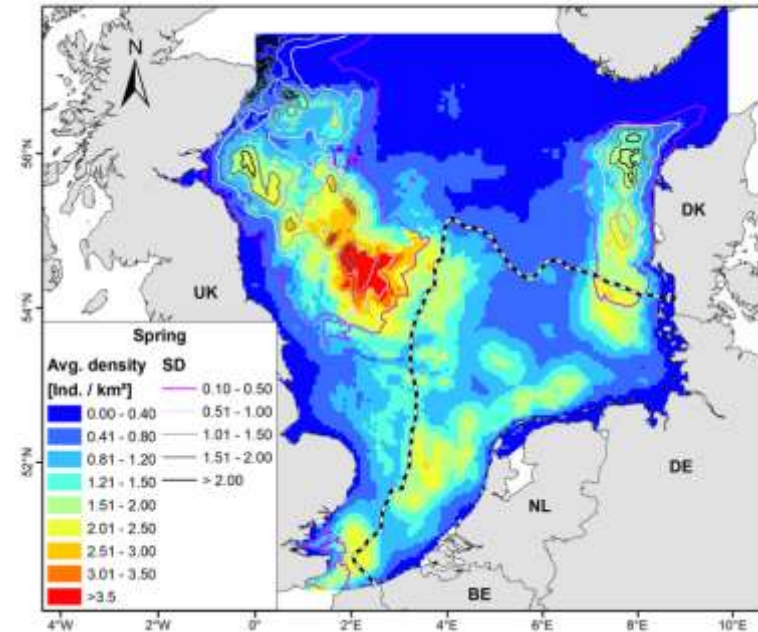 N
56°N
54°N
52°N
UK
DK
DE
NL
BE
Spring
Avg. density SD
[Ind. / km²]
0.00 - 0.40
0.41 - 0.80
0.81 - 1.20
1.21 - 1.50
1.51 - 2.00
2.01 - 2.50
2.51 - 3.00
3.01 - 3.50
>3.5
0.10 - 0.50
0.51 - 1.00
1.01 - 1.50
1.51 - 2.00
> 2.00
4°W 2°W 0° 2°E 4°E 6°E 8°E 10°E